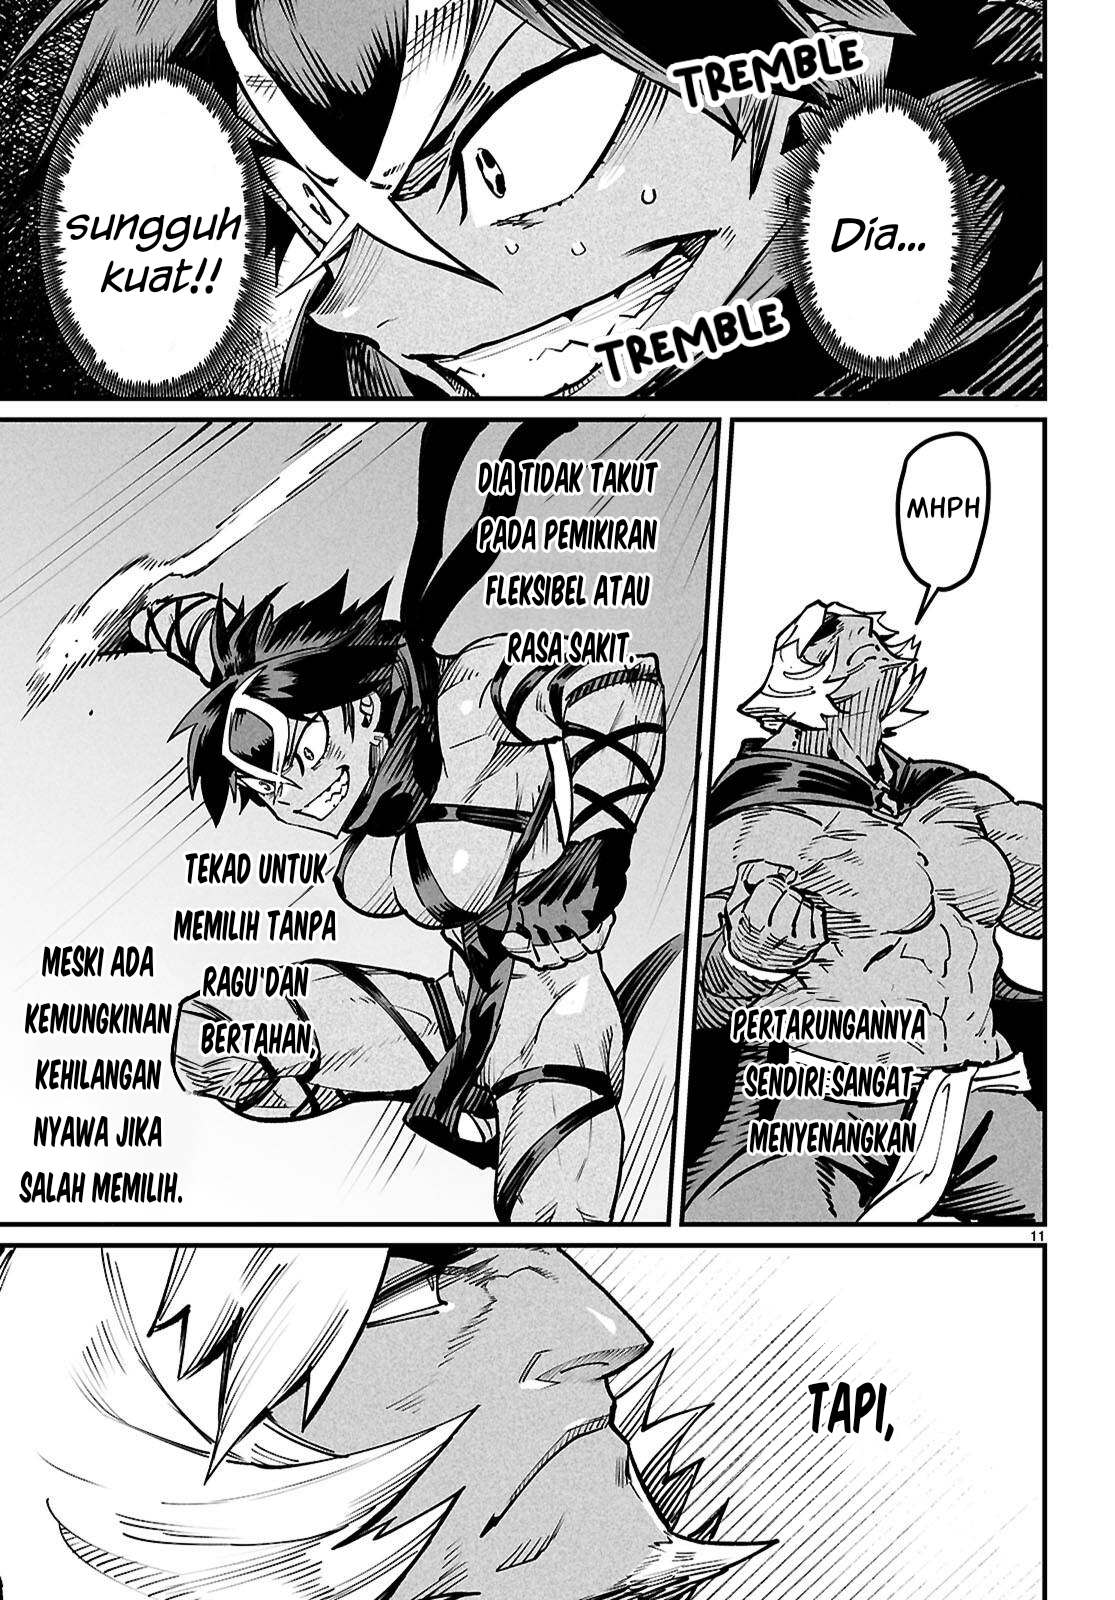 TREMBLE
Dia...
TREMBLE
sungguh
kuat!!
MHPH
PERTARUNGANNYA
SENDIRI SANGAT
MENYENANGKAN
DIA TIDAK TAKUT
PADA PEMIKIRAN
FLEKSIBEL ATAU
RASA SAKIT.
TEKAD UNTUK
MEMILIH TANPA
RAGU'DAN
BERTAHAN,
MESKI ADA
KEMUNGKINAN
KEHILANGAN
NYAWA JIKA
SALAH MEMILIH.
11
TAPI,